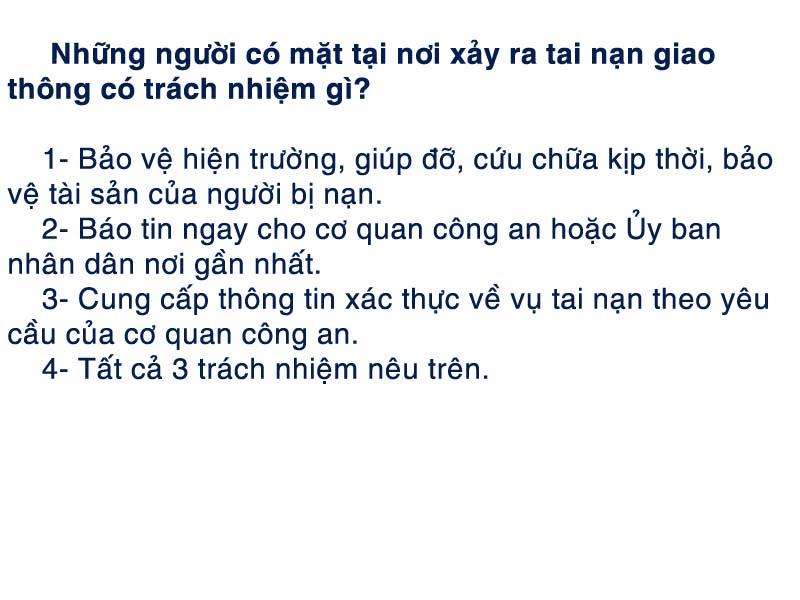 Những người có mặt tại nơi xảy ra tai nạn giao
thông có trách nhiệm gì?
1- Bảo vệ hiện trường, giúp đỡ, cứu chữa kịp thời, bảo
vệ tài sản của người bị nạn.
2- Báo tin ngay cho cơ quan công an hoặc Ủy ban
nhân dân nơi gần nhất.
3- Cung cấp thông tin xác thực về vụ tai nạn theo yêu
cầu của cơ quan công an.
4- Tất cả 3 trách nhiệm nêu trên.